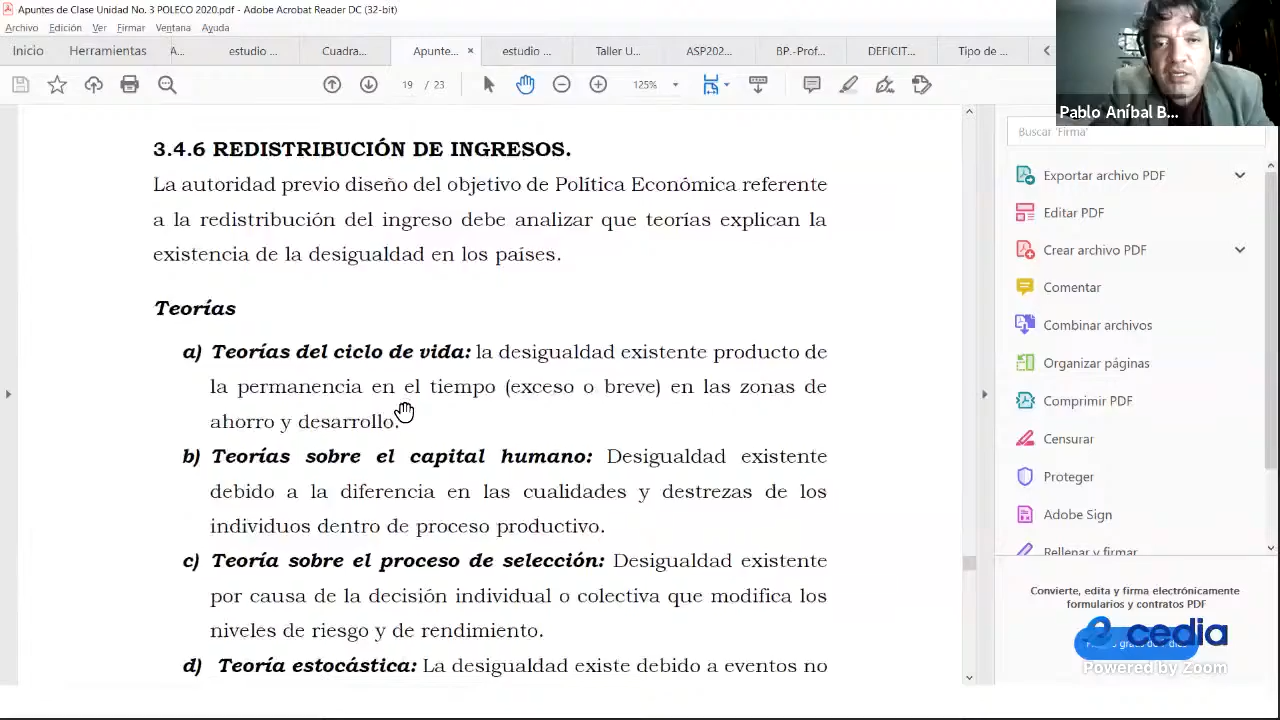 Apuntes de Clase Unidad No. 3 POLECO 2020.pdf - Adobe Acrobat Reader DC (32-bit)
Archivo Edición Ver Firmar Ventana Ayuda
Inicio Herramientas A... estudio ... Cuadra... Apunte... × estudio ... Taller U... ASP202... BP.-Prof... DEFICIT... Tipo de ...
19 / 23 125%
Pablo Aníbal B...
Buscar 'Firma'
3.4.6 REDISTRIBUCIÓN DE INGRESOS.
La autoridad previo diseño del objetivo de Política Económica referente
a la redistribución del ingreso debe analizar que teorías explican la
existencia de la desigualdad en los países.
Teorías
a) Teorías del ciclo de vida: la desigualdad existente producto de
la permanencia en el tiempo (exceso o breve) en las zonas de
ahorro y desarrollo.
b) Teorías sobre el capital humano: Desigualdad existente
debido a la diferencia en las cualidades y destrezas de los
individuos dentro de proceso productivo.
c) Teoría sobre el proceso de selección: Desigualdad existente
por causa de la decisión individual o colectiva que modifica los
niveles de riesgo y de rendimiento.
d) Teoría estocástica: La desigualdad existe debido a eventos no
Exportar archivo PDF
Editar PDF
Crear archivo PDF
Comentar
Combinar archivos
Organizar páginas
Comprimir PDF
Censurar
Proteger
Adobe Sign
Rellenar y firmar
Convierte, edita y firma electrónicamente
formularios y contratos PDF
cedia
Powered by Zoom